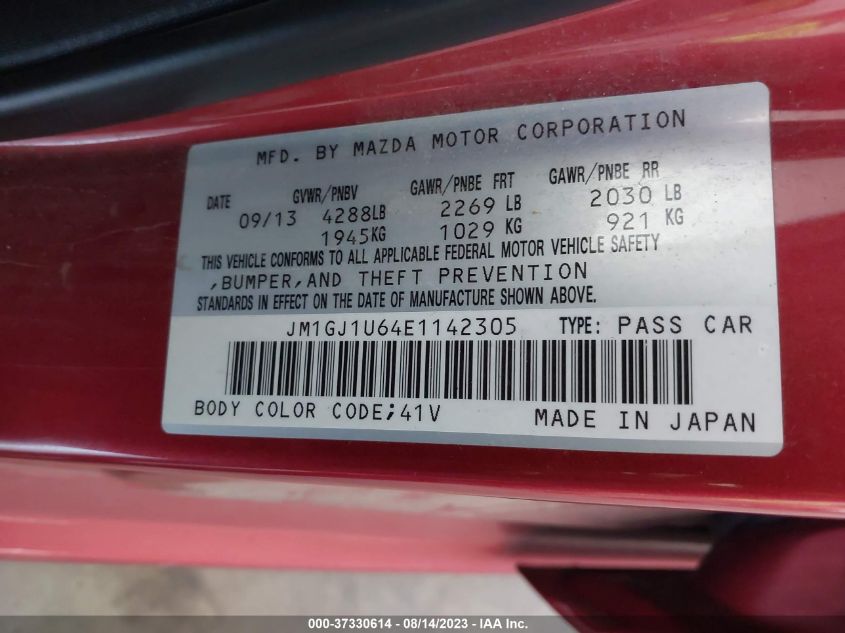 MFD. BY MAZDA MOTOR CORPORATION
DATE GVWR/PNBV GAWR/PNBE FRT GAWR/PNBE RR
09/13 4288LB 2269 LB 2030 LB
1945KG 1029 KG 921 KG
THIS VEHICLE CONFORMS TO ALL APPLICABLE FEDERAL MOTOR VEHICLE SAFETY
,BUMPER,AND THEFT PREVENTION
STANDARDS IN EFFECT ON THE DATE OF MANUFACTURE SHOWN ABOVE.
JM1GJ1U64E1142305 TYPE: PASS CAR
BODY COLOR CODE;41V MADE IN JAPAN
000-37330614 - 08/14/2023 - IAA Inc.